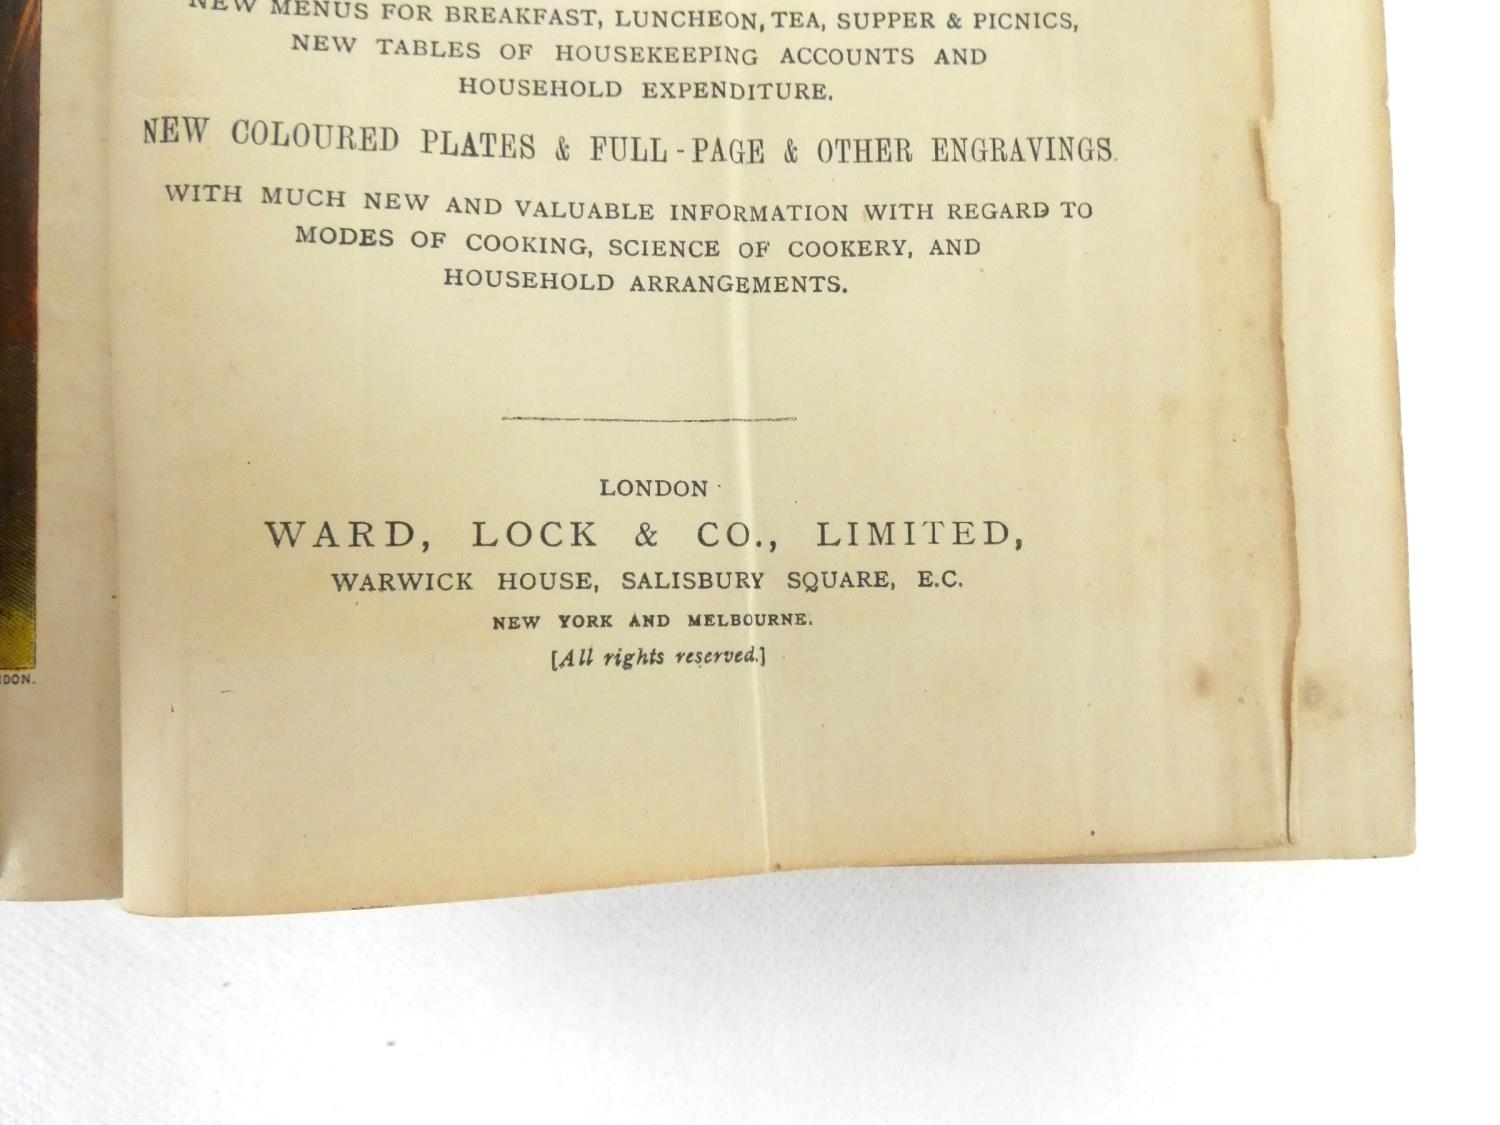 NEW MENUS FOR BREAKFAST, LUNCHEON, TEA, SUPPER & PICNICS,
NEW TABLES OF HOUSEKEEPING ACCOUNTS AND
HOUSEHOLD EXPENDITURE.
NEW COLOURED PLATES & FULL-PAGE & OTHER ENGRAVINGS.
WITH MUCH NEW AND VALUABLE INFORMATION WITH REGARD TO
MODES OF COOKING, SCIENCE OF COOKERY, AND
HOUSEHOLD ARRANGEMENTS.
LONDON
WARD, LOCK & CO., LIMITED,
WARWICK HOUSE, SALISBURY SQUARE, E.C.
NEW YORK AND MELBOURNE.
[All rights reserved.]